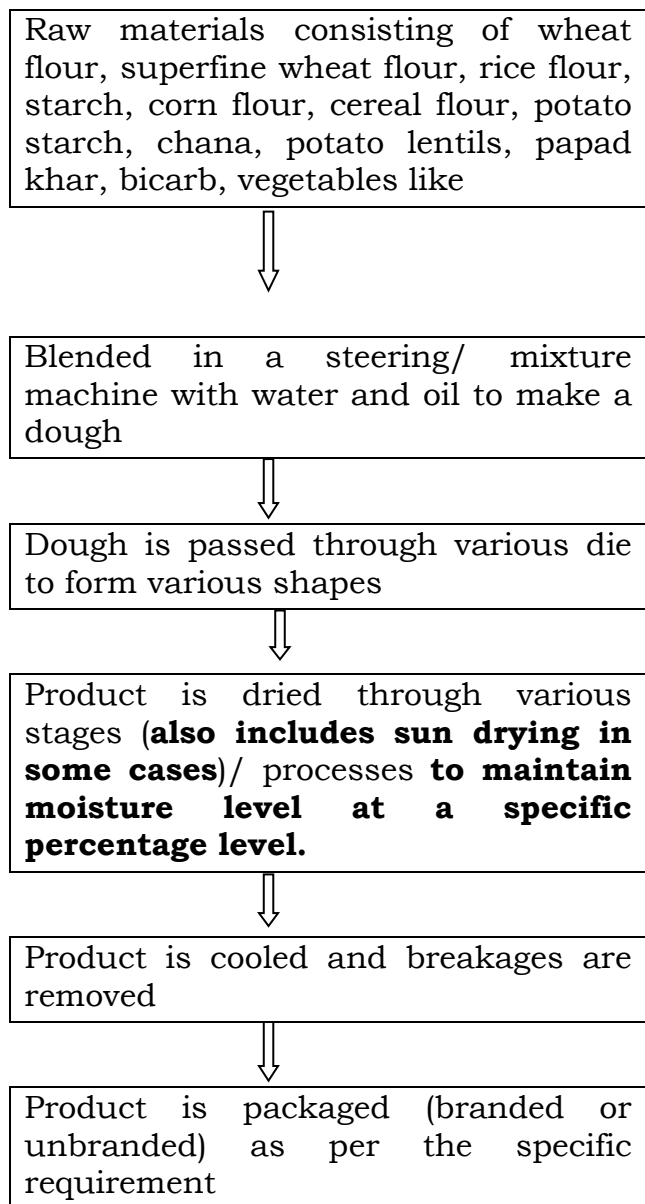 Raw materials consisting of wheat
flour, superfine wheat flour, rice flour,
starch, corn flour, cereal flour, potato
starch, chana, potato lentils, papad
khar, bicarb, vegetables like
Blended in a steering/ mixture
machine with water and oil to make a
dough
Dough is passed through various die
to form various shapes
Product is dried through various
stages (also includes sun drying in
some cases)/ processes to maintain
moisture level at a specific
percentage level.
Product is cooled and breakages are
removed
Product is packaged (branded or
unbranded) as per the specific
requirement